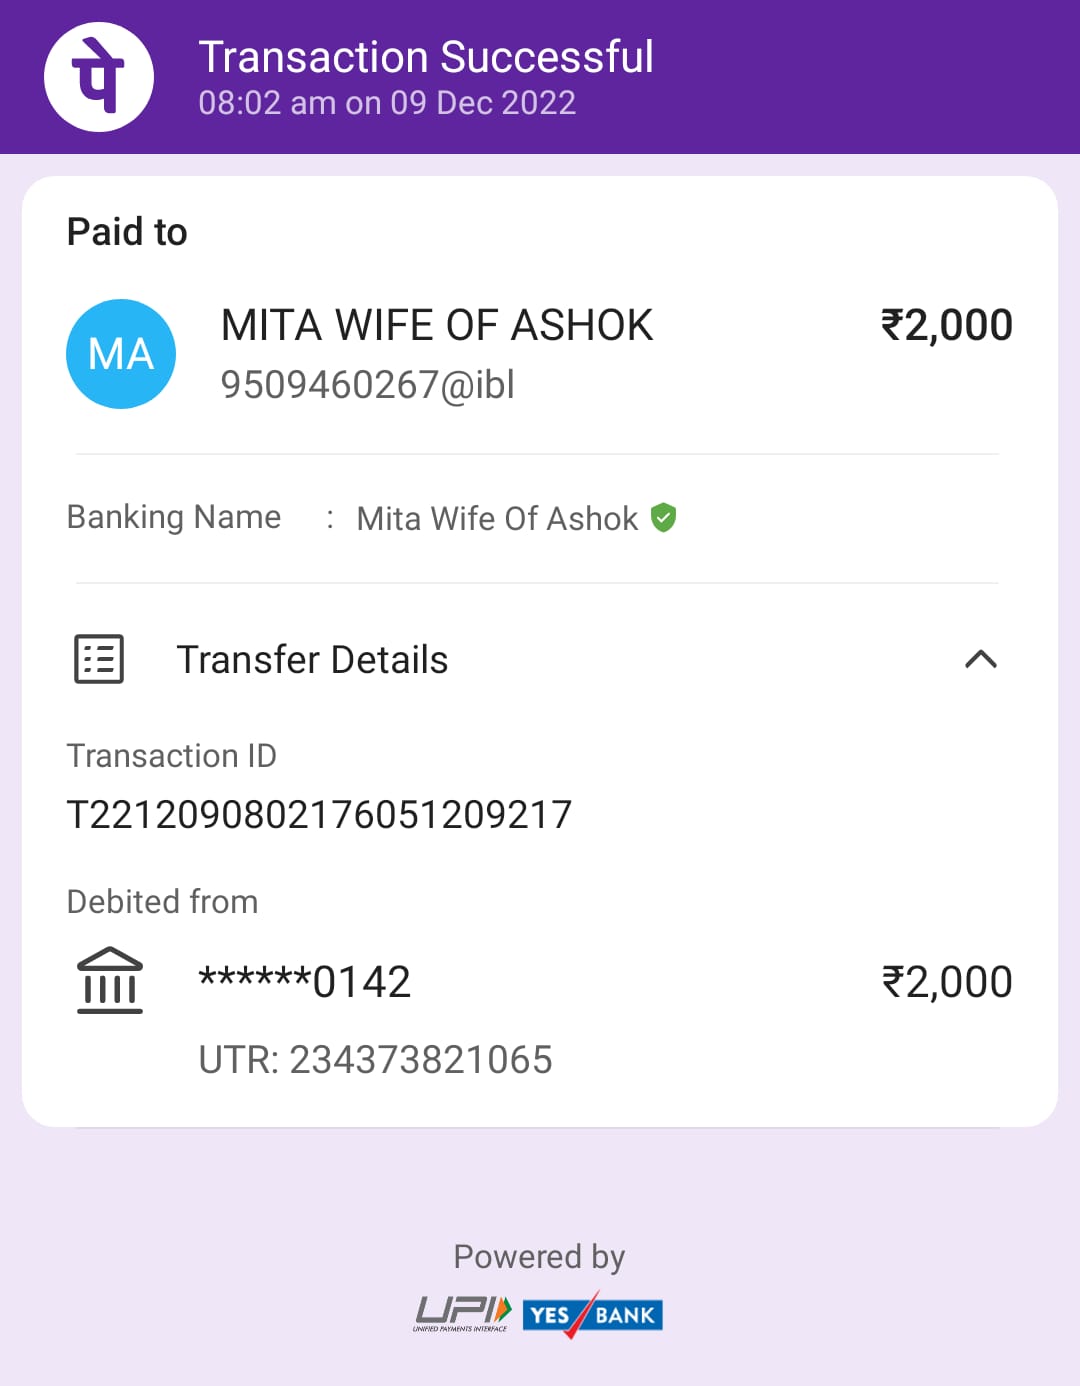 पे
Transaction Successful
08:02 am on 09 Dec 2022
Paid to
MA
MITA WIFE OF ASHOK
₹2,000
9509460267@ibl
Banking Name : Mita Wife Of Ashok
Transfer Details
Transaction ID
T2212090802176051209217
Debited from
******0142
₹2,000
UTR: 234373821065
Powered by
UPI
UNIFIED PAYMENTS INTERFACE
YES BANK